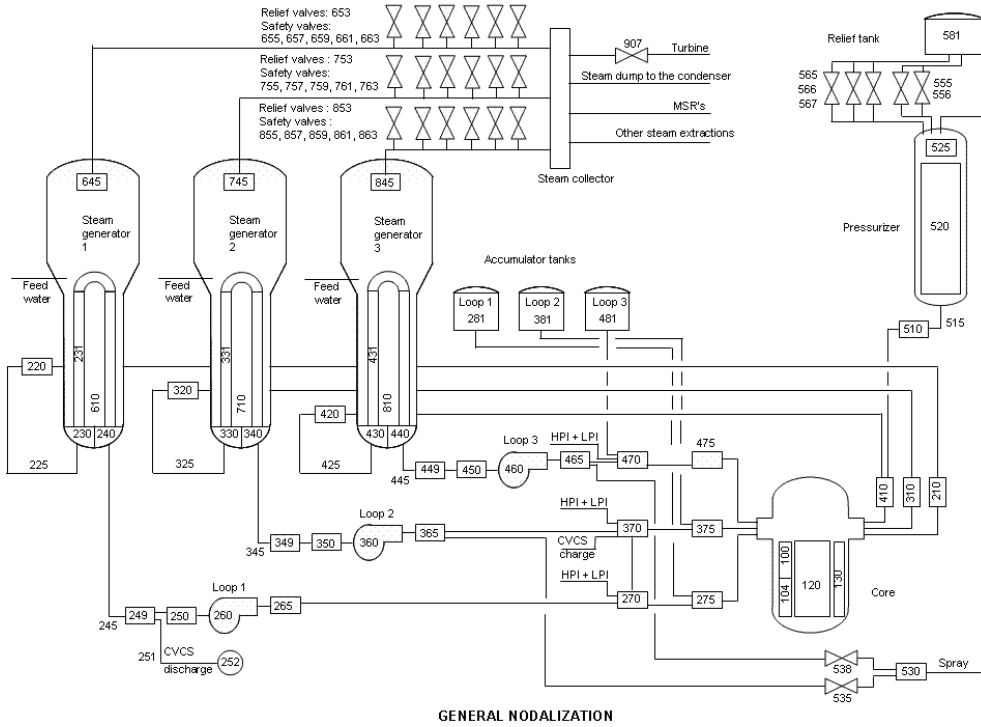 Relief valves: 653
Safety valves:
655, 657, 659, 661, 663
Relief valves : 753
Safety valves :
755, 757, 759, 761, 763
Relief valves : 853
Safety valves :
855, 857, 859, 861, 863
907
Turbine
Steam dump to the condenser
MSR's
Other steam extractions
Steam collector
Relief tank
581
565
566
567
555
556
525
520
Pressurizer
515
510
645
745
845
Steam
generator
1
Steam
generator
2
Steam
generator
3
Feed
water
Feed
water
Feed
water
Accumulator tanks
Loop 1
281
Loop 2
381
Loop 3
481
220
231
610
230
240
225
320
331
710
330
340
325
420
431
810
430
440
425
445
449
450
Loop 3
460
465
HPI + LPI
470
475
410
310
210
345
349
350
Loop 2
360
365
HPI + LPI
370
375
CVCS
charge
HPI + LPI
270
275
245
249
250
Loop 1
260
265
251
CVCS
discharge
252
100
104
120
130
Core
538
535
530
Spray
GENERAL NODALIZATION